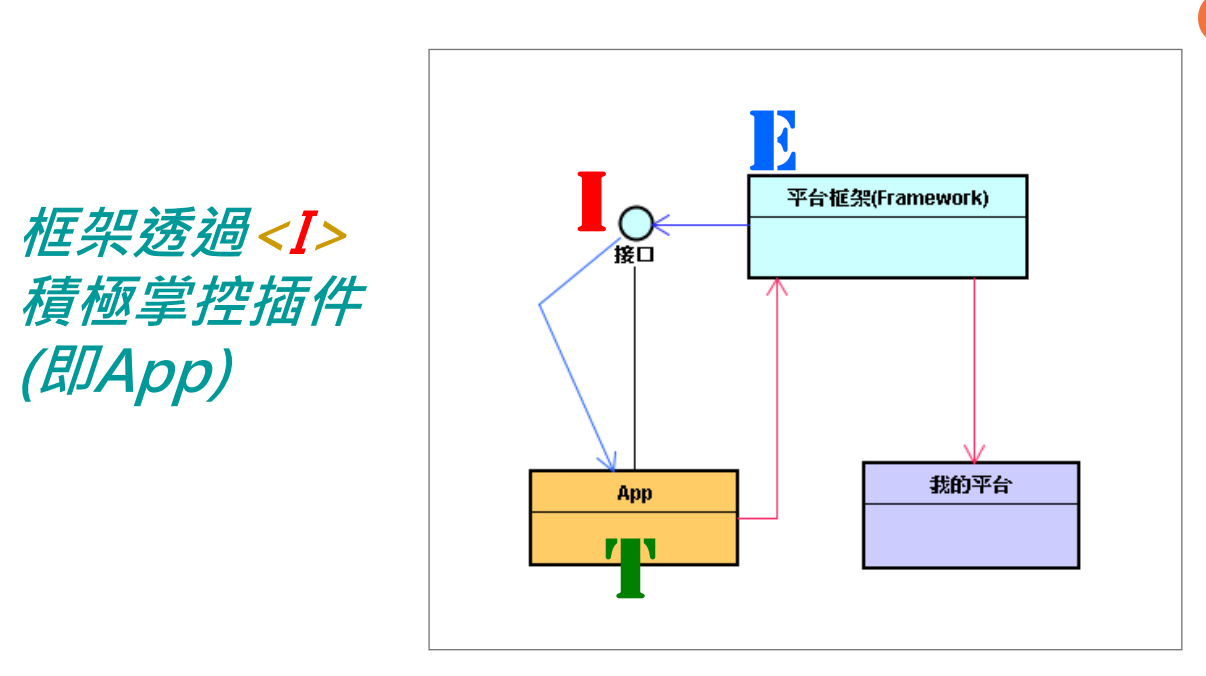 框架透過<I>
積極掌控插件
(即App)
E
I
平台框架(Framework)
接口
App
我的平台
T